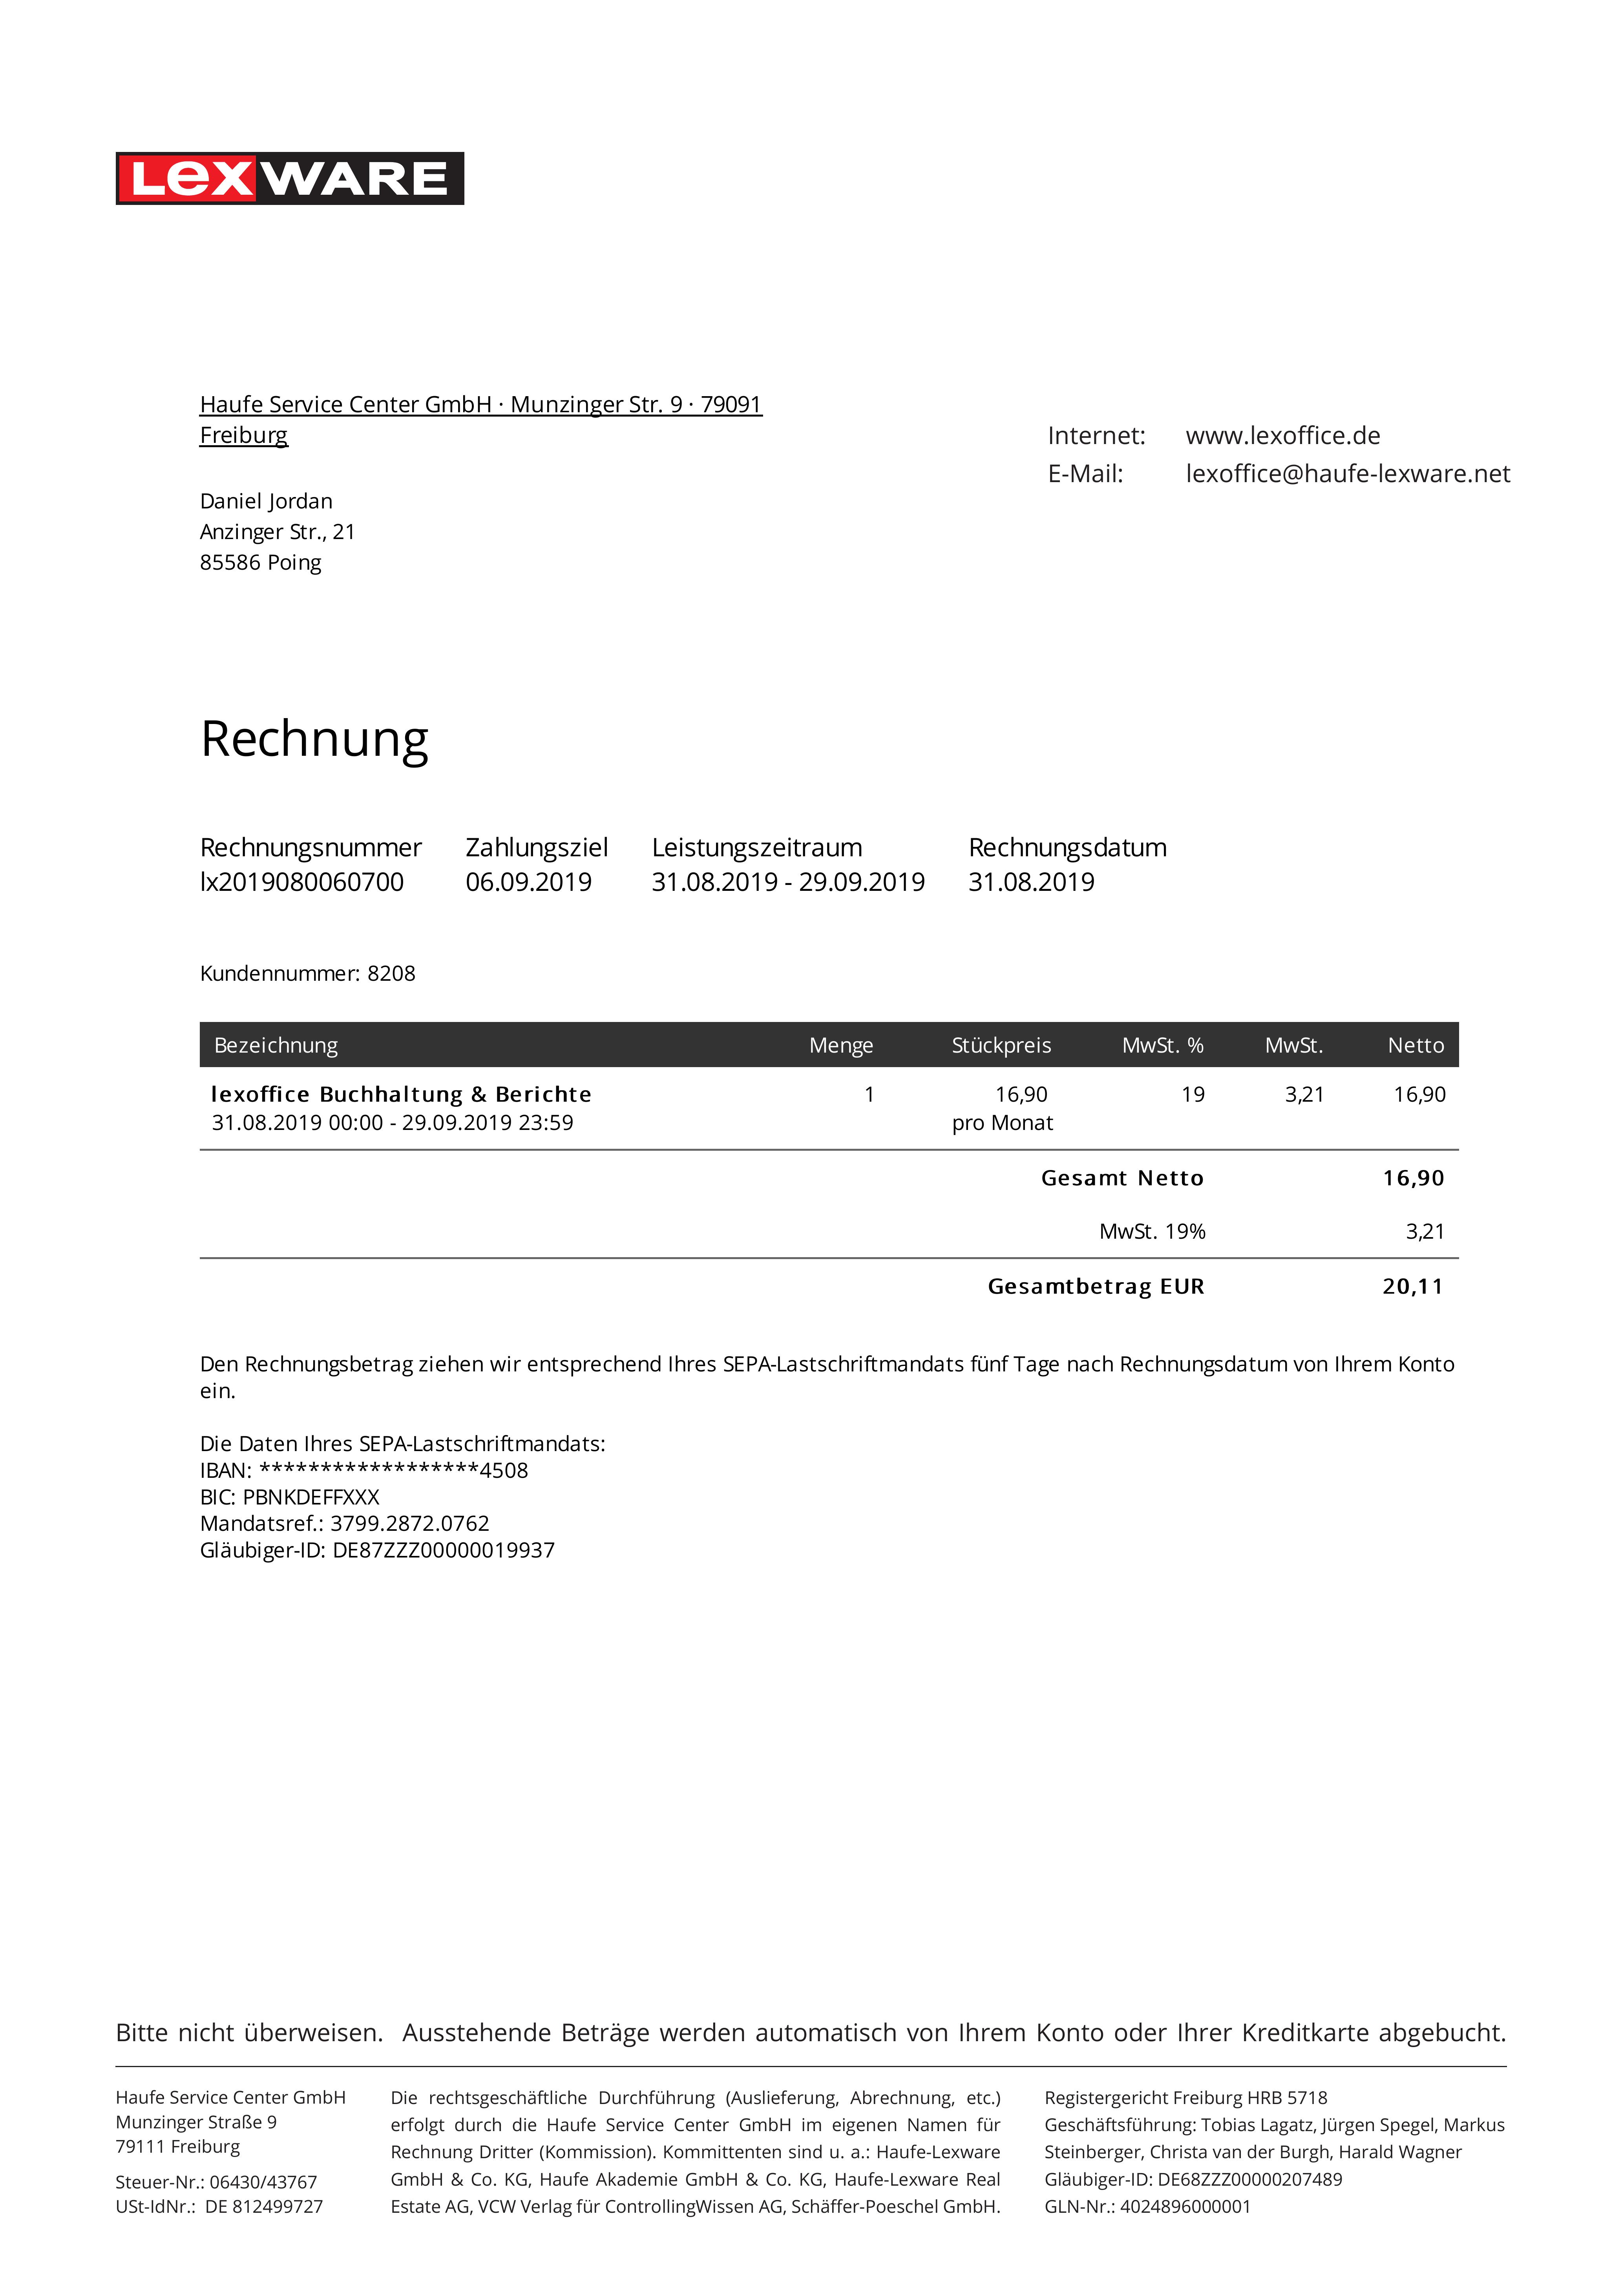 LexWARE
Haufe Service Center GmbH · Munzinger Str. 9 · 79091
Freiburg
Internet: www.lexoffice.de
E-Mail: lexoffice@haufe-lexware.net
Daniel Jordan
Anzinger Str., 21
85586 Poing
Rechnung
Rechnungsnummer Zahlungsziel Leistungszeitraum Rechnungsdatum
lx2019080060700 06.09.2019 31.08.2019 - 29.09.2019 31.08.2019
Kundennummer: 8208
Bezeichnung Menge Stückpreis MwSt. % MwSt. Netto
lexoffice Buchhaltung & Berichte 1 16,90 19 3,21 16,90
31.08.2019 00:00 - 29.09.2019 23:59 pro Monat
Gesamt Netto 16,90
MwSt. 19% 3,21
Gesamtbetrag EUR 20,11
Den Rechnungsbetrag ziehen wir entsprechend Ihres SEPA-Lastschriftmandats fünf Tage nach Rechnungsdatum von Ihrem Konto
ein.
Die Daten Ihres SEPA-Lastschriftmandats:
IBAN: ******************4508
BIC: PBNKDEFFXXX
Mandatsref.: 3799.2872.0762
Gläubiger-ID: DE87ZZZ00000019937
Bitte nicht überweisen. Ausstehende Beträge werden automatisch von Ihrem Konto oder Ihrer Kreditkarte abgebucht.
Haufe Service Center GmbH
Munzinger Straße 9
79111 Freiburg
Steuer-Nr.: 06430/43767
USt-IdNr.: DE 812499727
Die rechtsgeschäftliche Durchführung (Auslieferung, Abrechnung, etc.)
erfolgt durch die Haufe Service Center GmbH im eigenen Namen für
Rechnung Dritter (Kommission). Kommittenten sind u. a.: Haufe-Lexware
GmbH & Co. KG, Haufe Akademie GmbH & Co. KG, Haufe-Lexware Real
Estate AG, VCW Verlag für ControllingWissen AG, Schäffer-Poeschel GmbH.
Registergericht Freiburg HRB 5718
Geschäftsführung: Tobias Lagatz, Jürgen Spegel, Markus
Steinberger, Christa van der Burgh, Harald Wagner
Gläubiger-ID: DE68ZZZ00000207489
GLN-Nr.: 4024896000001